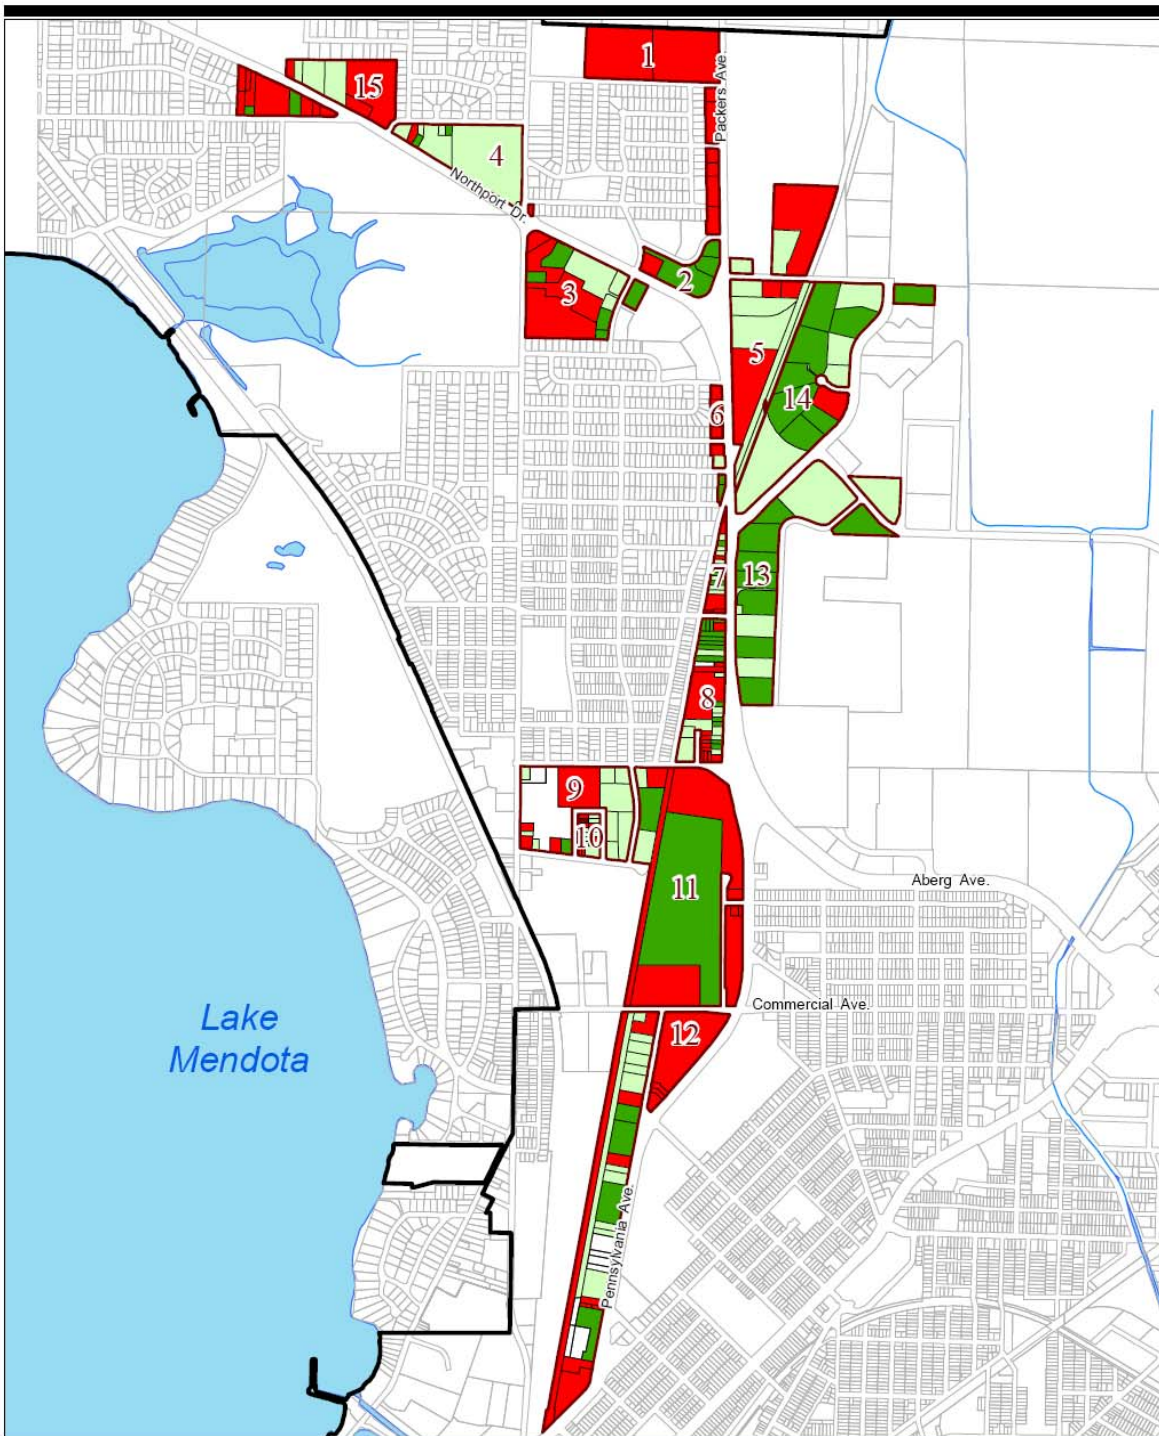 1
Packers Ave.
15
4
Northport Dr.
2
3
5
14
6
7
13
8
9
10
11
Aberg Ave.
Commercial Ave.
12
Lake
Mendota
Pennsylvania Ave.